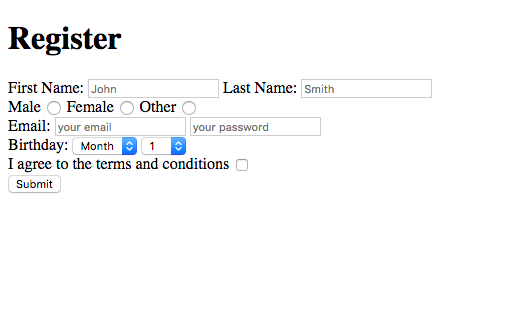 Register
First Name: John Last Name: Smith
Male Female Other
Email: your email your password
Birthday: Month 1
I agree to the terms and conditions
Submit